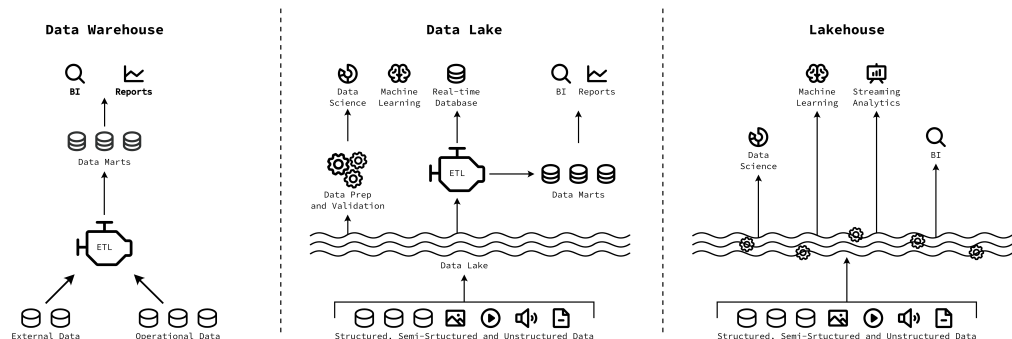 Data Warehouse
BI
Reports
Data Marts
ETL
External Data
Operational Data
Data Lake
Data
Science
Machine
Learning
Real-time
Database
BI
Reports
Data Prep
and Validation
ETL
Data Marts
Data Lake
Structured, Semi-Srtuctured and Unstructured Data
Lakehouse
Machine
Learning
Streaming
Analytics
Data
Science
BI
Structured, Semi-Srtuctured and Unstructured Data